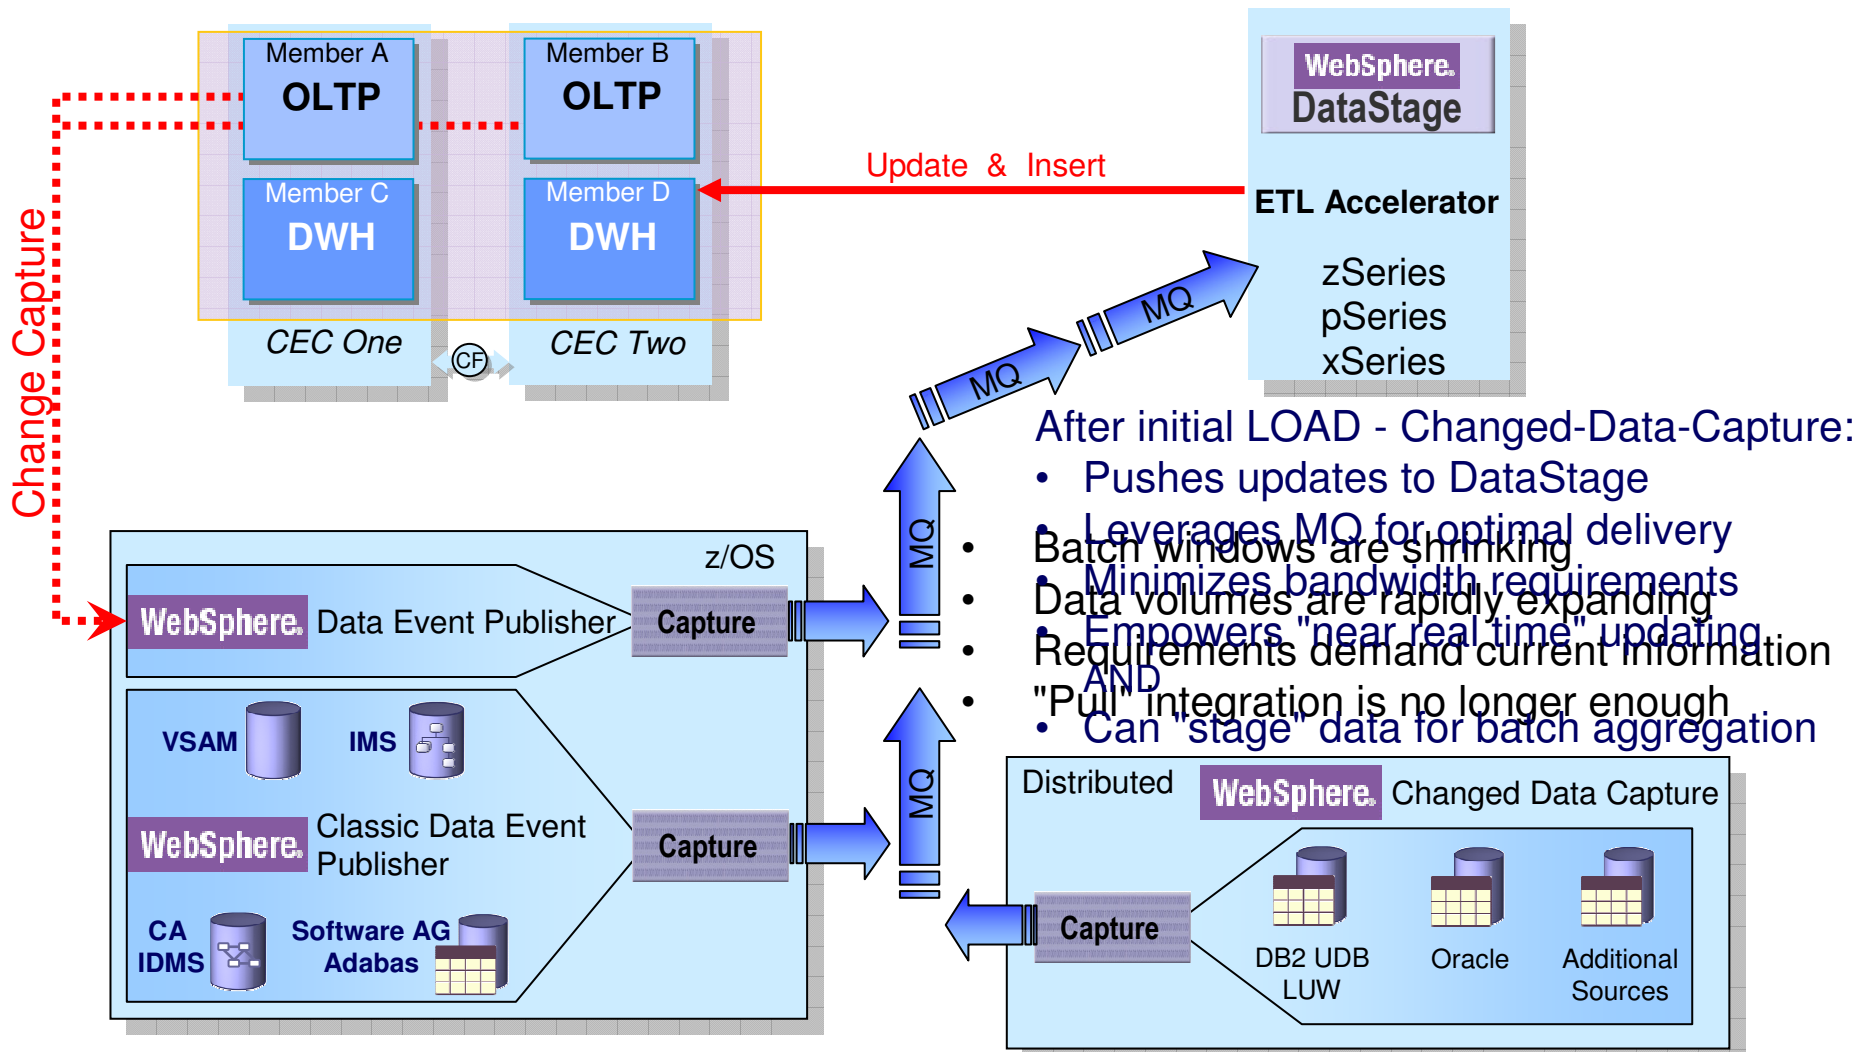 Member A
OLTP
Member B
OLTP
Member C
DWH
Member D
DWH
CEC One
CF
CEC Two
Change Capture
Update & Insert
WebSphere.
DataStage
ETL Accelerator
zSeries
pSeries
xSeries
MQ
MQ
MQ
MQ
After initial LOAD - Changed-Data-Capture:
• Pushes updates to DataStage
• Leverages MQ for optimal delivery
• Minimizes bandwidth requirements
• Empowers "near real time" updating
AND
• Can "stage" data for batch aggregation
• Batch windows are shrinking
• Data volumes are rapidly expanding
• Requirements demand current information
• "Pull" integration is no longer enough
z/OS
WebSphere. Data Event Publisher
Capture
VSAM
IMS
WebSphere. Classic Data Event
Publisher
Capture
CA
IDMS
Software AG
Adabas
Distributed
WebSphere. Changed Data Capture
Capture
DB2 UDB
LUW
Oracle
Additional
Sources